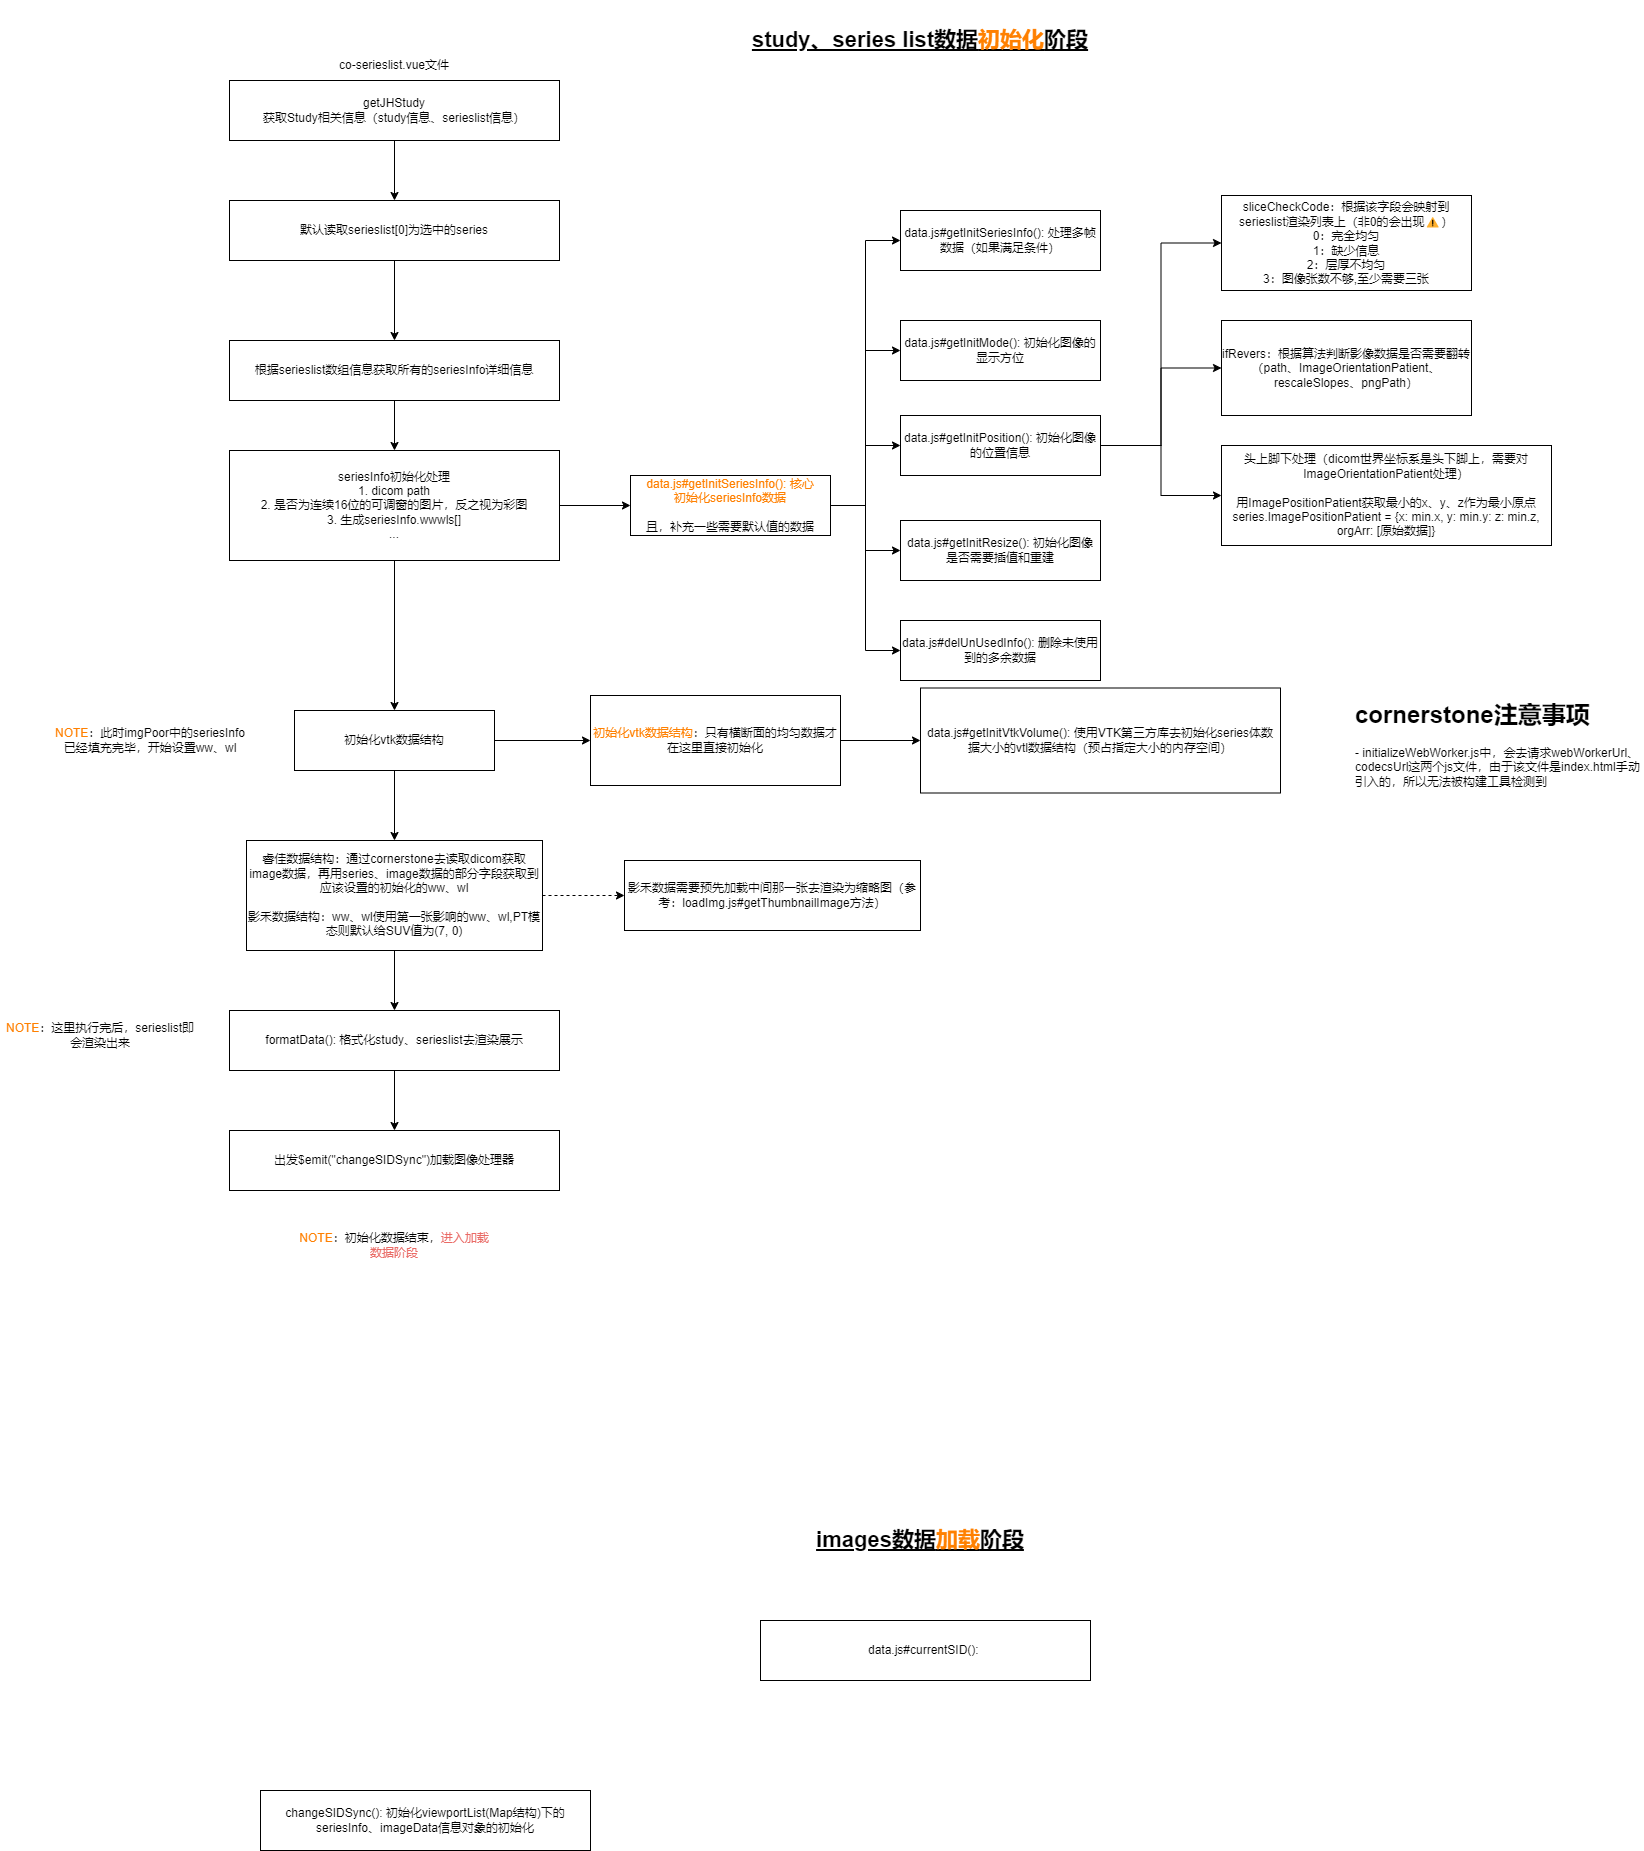 study、series list数据初始化阶段
co-serieslist.vue文件
getJHStudy
获取Study相关信息（study信息、serieslist信息）
默认读取serieslist[0]为选中的series
根据serieslist数组信息获取所有的seriesInfo详细信息
seriesInfo初始化处理
1. dicom path
2. 是否为连续16位的可调窗的图片，反之视为彩图
3. 生成seriesInfo.wwwls[]
...
data.js#getInitSeriesInfo(): 核心
初始化seriesInfo数据
且，补充一些需要默认值的数据
data.js#getInitSeriesInfo(): 处理多帧
数据（如果满足条件）
data.js#getInitMode(): 初始化图像的
显示方位
data.js#getInitPosition(): 初始化图像
的位置信息
data.js#getInitResize(): 初始化图像
是否需要插值和重建
data.js#delUnUsedInfo(): 删除未使用
到的多余数据
sliceCheckCode：根据该字段会映射到
serieslist渲染列表上（非0的会出现⚠️）
0：完全均匀
1：缺少信息
2：层厚不均匀
3：图像张数不够,至少需要三张
ifRevers：根据算法判断影像数据是否需要翻转
（path、ImageOrientationPatient、
rescaleSlopes、pngPath）
头上脚下处理（dicom世界坐标系是头下脚上，需要对
ImageOrientationPatient处理）
用ImagePositionPatient获取最小的x、y、z作为最小原点
series.ImagePositionPatient = {x: min.x, y: min.y: z: min.z,
orgArr: [原始数据]}
NOTE：此时imgPoor中的seriesInfo
已经填充完毕，开始设置ww、wl
初始化vtk数据结构
初始化vtk数据结构：只有横断面的均匀数据才
在这里直接初始化
data.js#getInitVtkVolume(): 使用VTK第三方库去初始化series体数
据大小的vtl数据结构（预占指定大小的内存空间）
cornerstone注意事项
- initializeWebWorker.js中，会去请求webWorkerUrl、
codecsUrl这两个js文件，由于该文件是index.html手动
引入的，所以无法被构建工具检测到
睿佳数据结构：通过cornerstone去读取dicom获取
image数据，再用series、image数据的部分字段获取到
应该设置的初始化的ww、wl
影禾数据结构：ww、wl使用第一张影响的ww、wl,PT模
态则默认给SUV值为(7, 0)
影禾数据需要预先加载中间那一张去渲染为缩略图（参
考：loadImg.js#getThumbnailImage方法）
NOTE：这里执行完后，serieslist即
会渲染出来
formatData(): 格式化study、serieslist去渲染展示
出发$emit("changeSIDSync")加载图像处理器
NOTE：初始化数据结束，进入加载
数据阶段
images数据加载阶段
data.js#currentSID():
changeSIDSync(): 初始化viewportList(Map结构)下的
seriesInfo、imageData信息对象的初始化